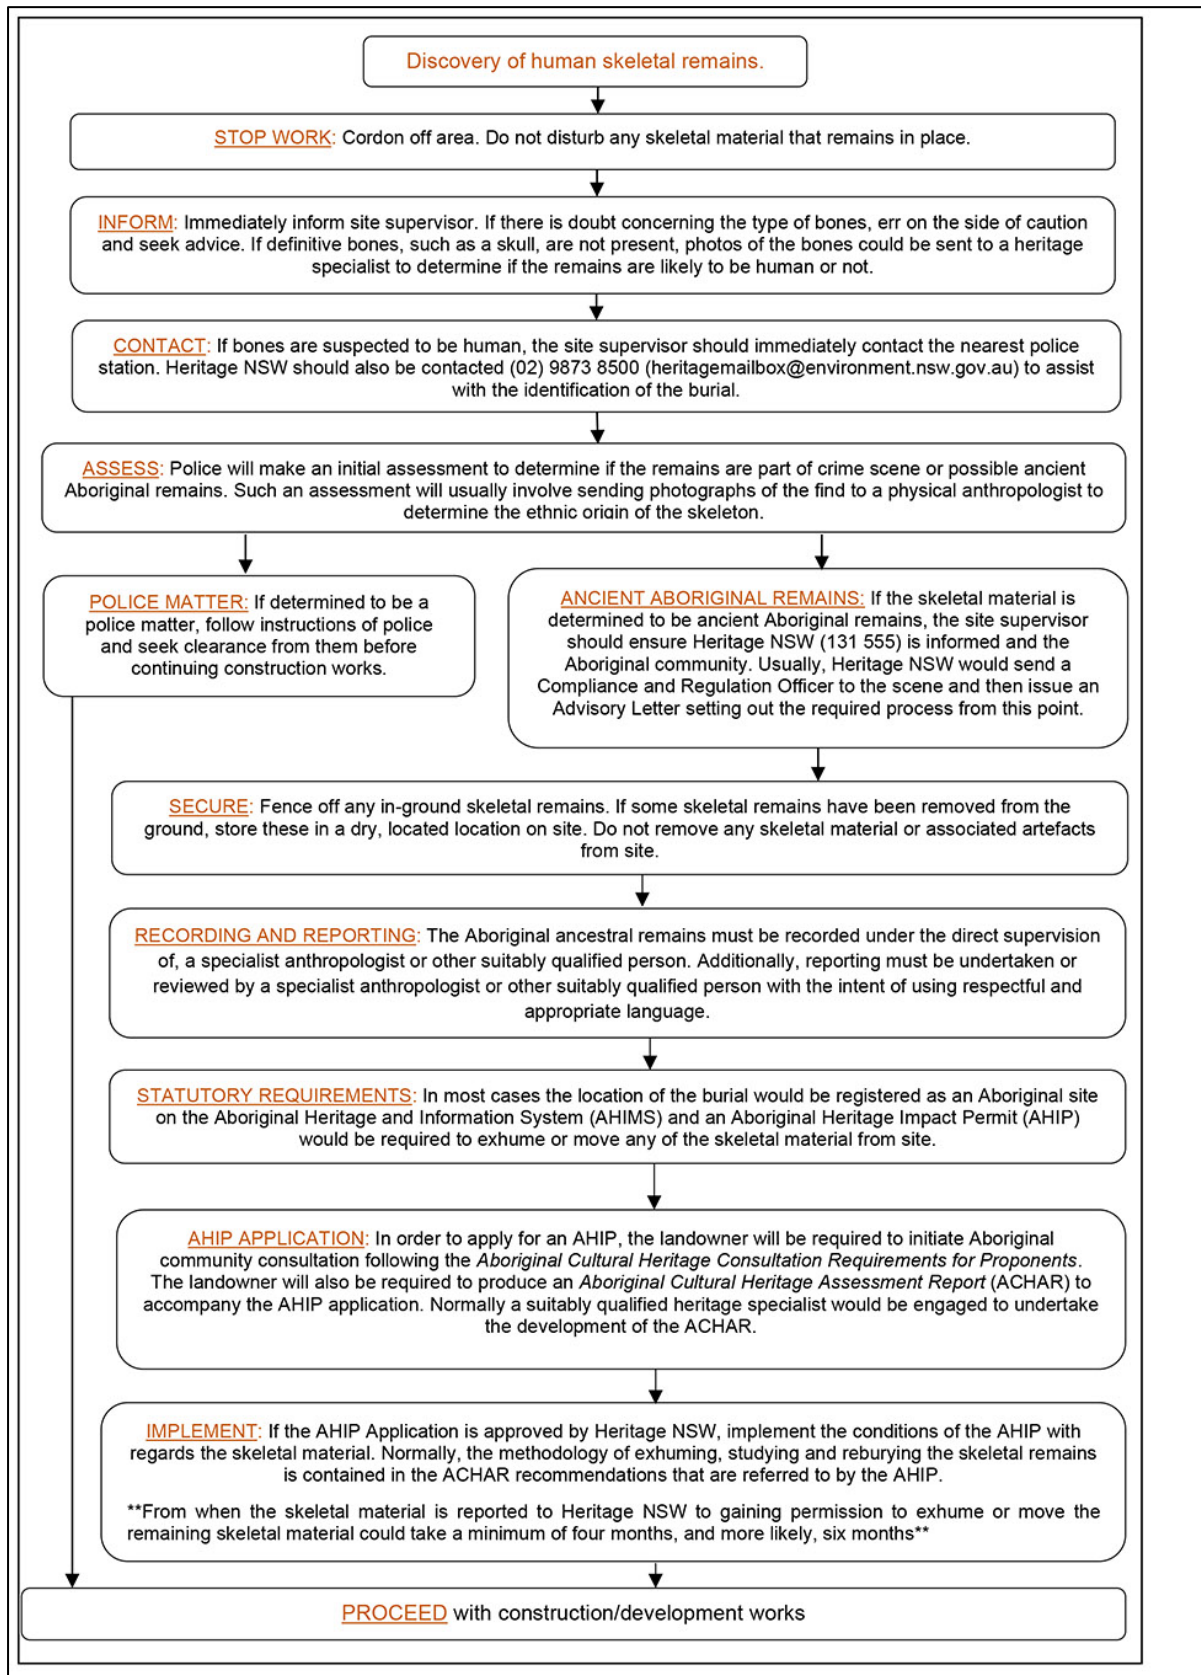 Discovery of human skeletal remains.
STOP WORK: Cordon off area. Do not disturb any skeletal material that remains in place.
INFORM: Immediately inform site supervisor. If there is doubt concerning the type of bones, err on the side of caution
and seek advice. If definitive bones, such as a skull, are not present, photos of the bones could be sent to a heritage
specialist to determine if the remains are likely to be human or not.
CONTACT: If bones are suspected to be human, the site supervisor should immediately contact the nearest police
station. Heritage NSW should also be contacted (02) 9873 8500 (heritagemailbox@environment.nsw.gov.au) to assist
with the identification of the burial.
ASSESS: Police will make an initial assessment to determine if the remains are part of crime scene or possible ancient
Aboriginal remains. Such an assessment will usually involve sending photographs of the find to a physical anthropologist to
determine the ethnic origin of the skeleton.
POLICE MATTER: If determined to be a
police matter, follow instructions of police
and seek clearance from them before
continuing construction works.
ANCIENT ABORIGINAL REMAINS: If the skeletal material is
determined to be ancient Aboriginal remains, the site supervisor
should ensure Heritage NSW (131 555) is informed and the
Aboriginal community. Usually, Heritage NSW would send a
Compliance and Regulation Officer to the scene and then issue an
Advisory Letter setting out the required process from this point.
SECURE: Fence off any in-ground skeletal remains. If some skeletal remains have been removed from the
ground, store these in a dry, located location on site. Do not remove any skeletal material or associated artefacts
from site.
RECORDING AND REPORTING: The Aboriginal ancestral remains must be recorded under the direct supervision
of, a specialist anthropologist or other suitably qualified person. Additionally, reporting must be undertaken or
reviewed by a specialist anthropologist or other suitably qualified person with the intent of using respectful and
appropriate language.
STATUTORY REQUIREMENTS: In most cases the location of the burial would be registered as an Aboriginal site
on the Aboriginal Heritage and Information System (AHIMS) and an Aboriginal Heritage Impact Permit (AHIP)
would be required to exhume or move any of the skeletal material from site.
AHIP APPLICATION: In order to apply for an AHIP, the landowner will be required to initiate Aboriginal
community consultation following the Aboriginal Cultural Heritage Consultation Requirements for Proponents.
The landowner will also be required to produce an Aboriginal Cultural Heritage Assessment Report (ACHAR) to
accompany the AHIP application. Normally a suitably qualified heritage specialist would be engaged to undertake
the development of the ACHAR.
IMPLEMENT: If the AHIP Application is approved by Heritage NSW, implement the conditions of the AHIP with
regards the skeletal material. Normally, the methodology of exhuming, studying and reburying the skeletal remains
is contained in the ACHAR recommendations that are referred to by the AHIP.
**From when the skeletal material is reported to Heritage NSW to gaining permission to exhume or move the
remaining skeletal material could take a minimum of four months, and more likely, six months**
PROCEED with construction/development works